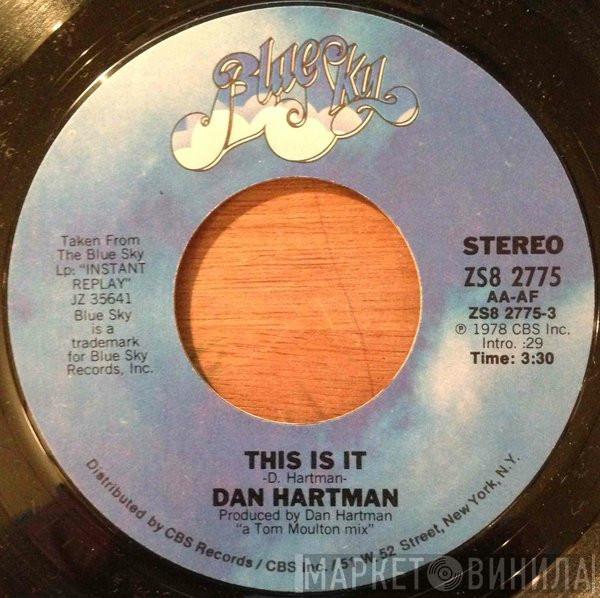 Blue Sky
Taken From
The Blue Sky
Lp: "INSTANT
REPLAY"
JZ 35641
Blue Sky
is a
trademark
for Blue Sky
Records, Inc.
STEREO
ZS8 2775
AA-AF
ZS8 2775-3
℗ 1978 CBS Inc.
Intro. :29
Time: 3:30
THIS IS IT
-D. Hartman-
DAN HARTMAN
Produced by Dan Hartman
"a Tom Moulton mix"
Distributed by CBS Records / CBS Inc. / 51 W. 52 Street, New York, N.Y.
МАРКЕТ ВИНИЛА